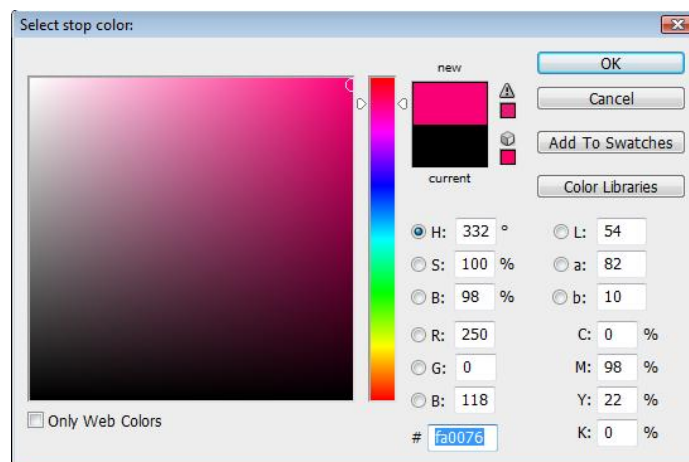 Select stop color:
new
current
OK
Cancel
Add To Swatches
Color Libraries
H: 332 °
S: 100 %
B: 98 %
R: 250
G: 0
B: 118
# fa0076
L: 54
a: 82
b: 10
C: 0 %
M: 98 %
Y: 22 %
K: 0 %
Only Web Colors